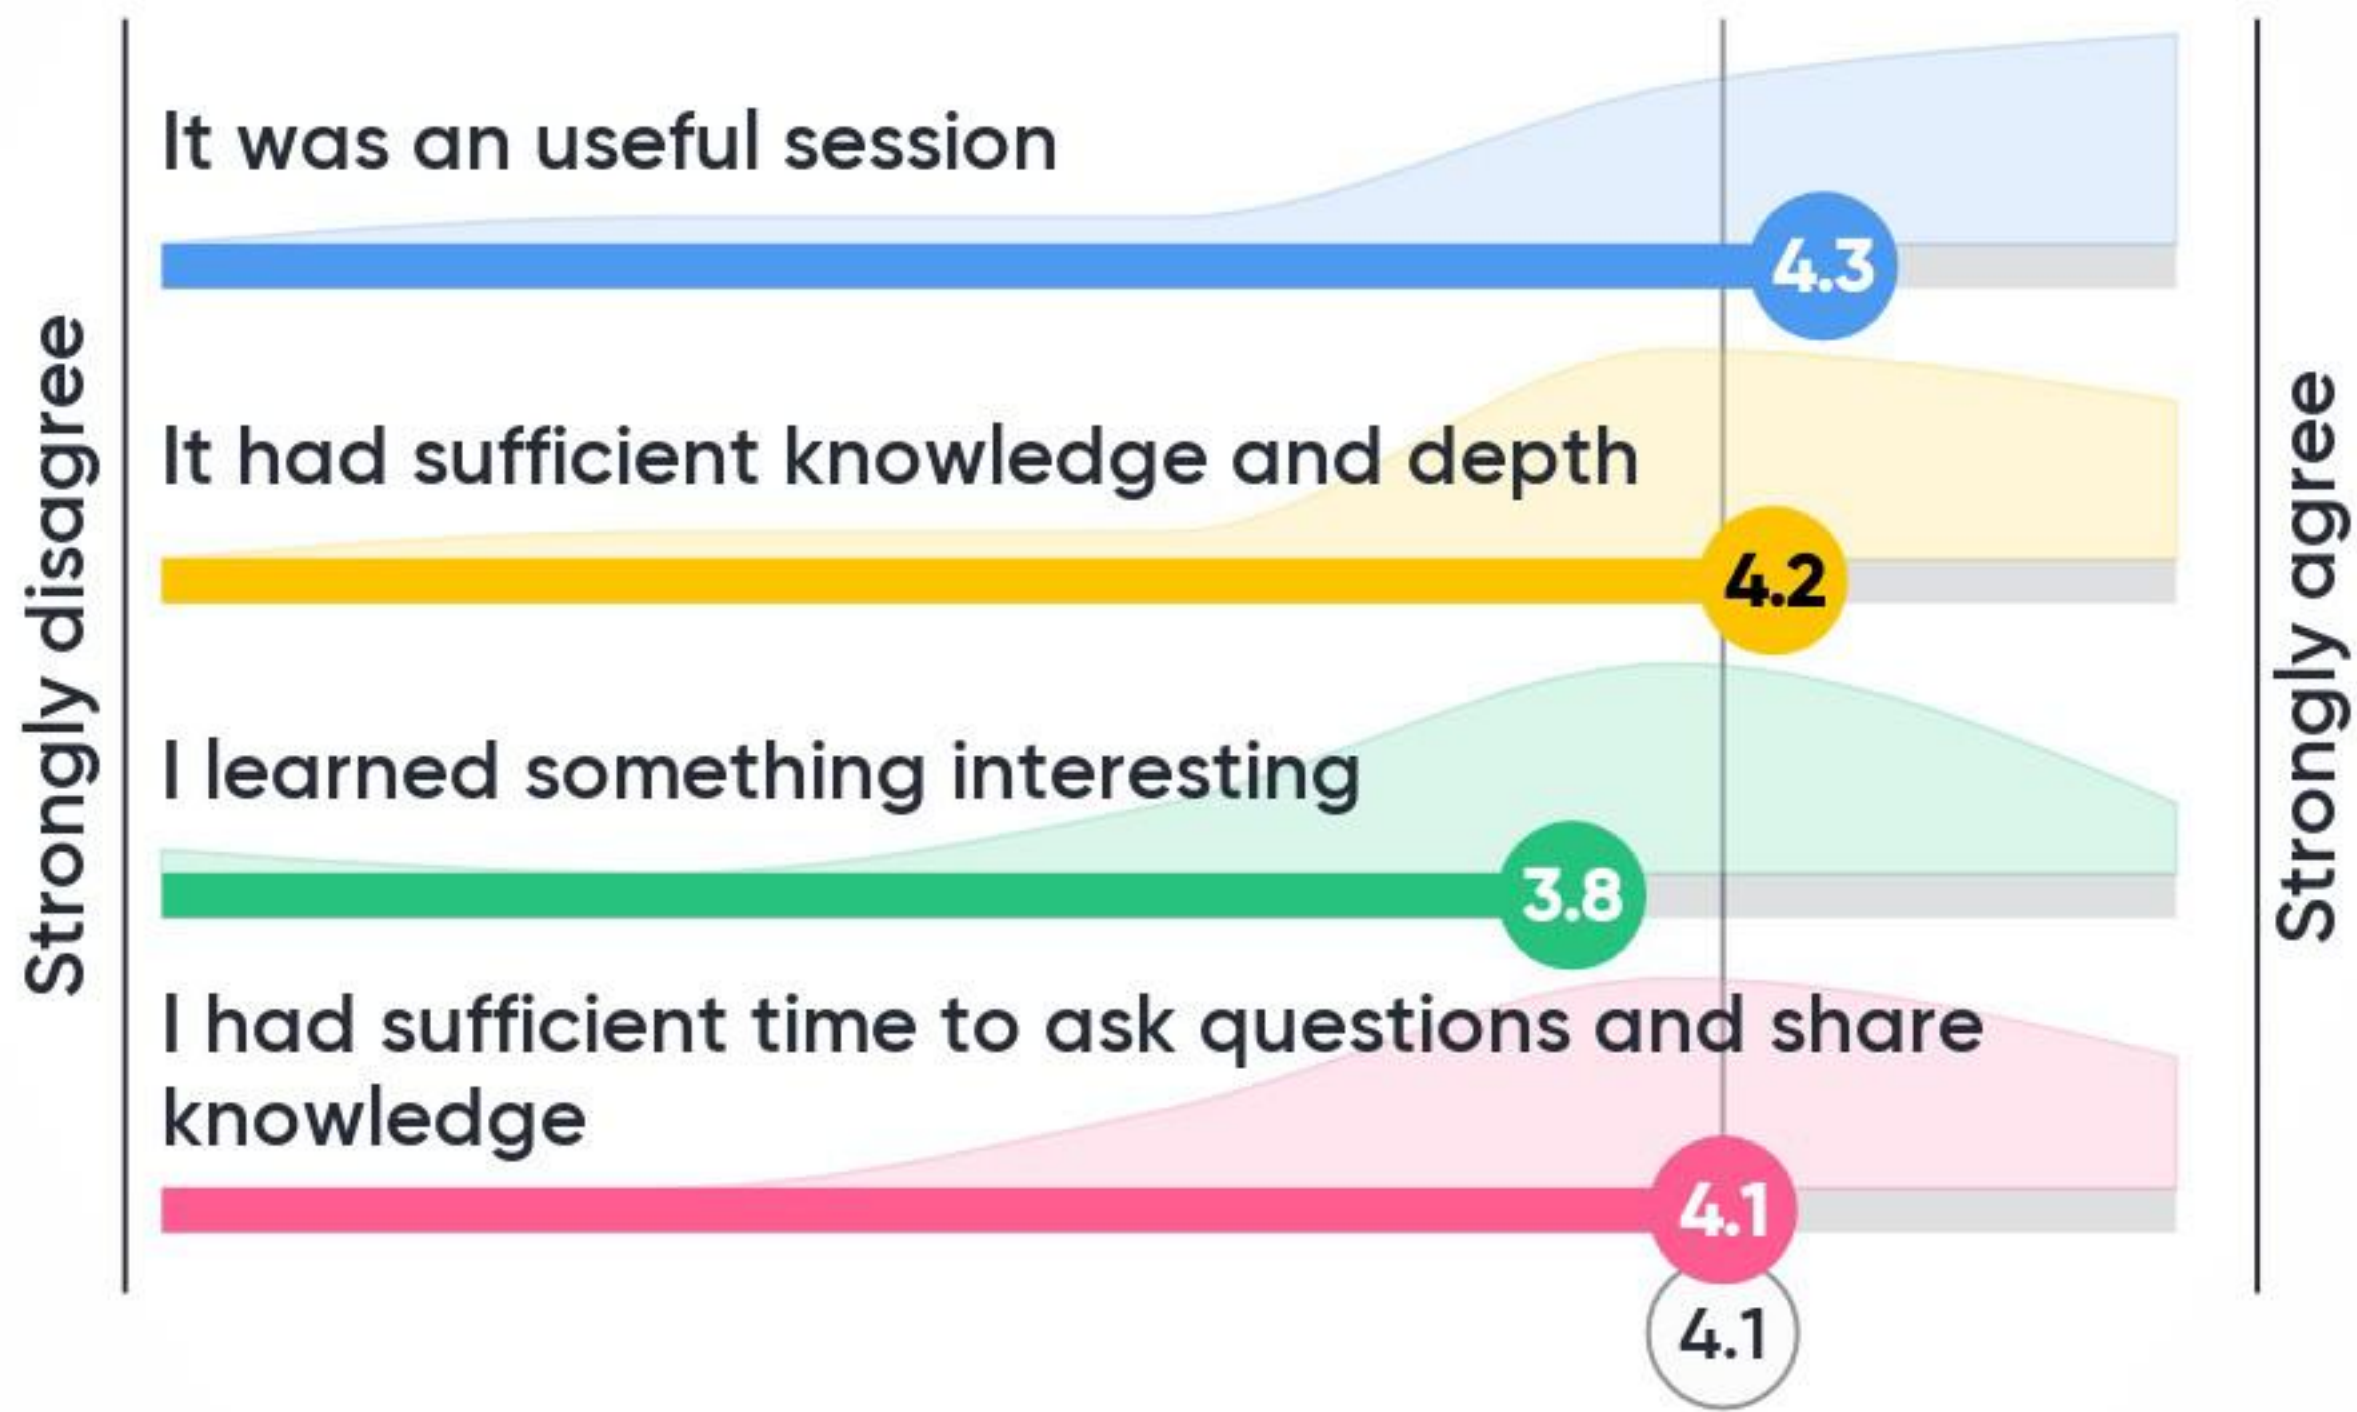 Strongly disagree
It was an useful session
4.3
It had sufficient knowledge and depth
4.2
I learned something interesting
3.8
I had sufficient time to ask questions and share
knowledge
4.1
4.1
Strongly agree